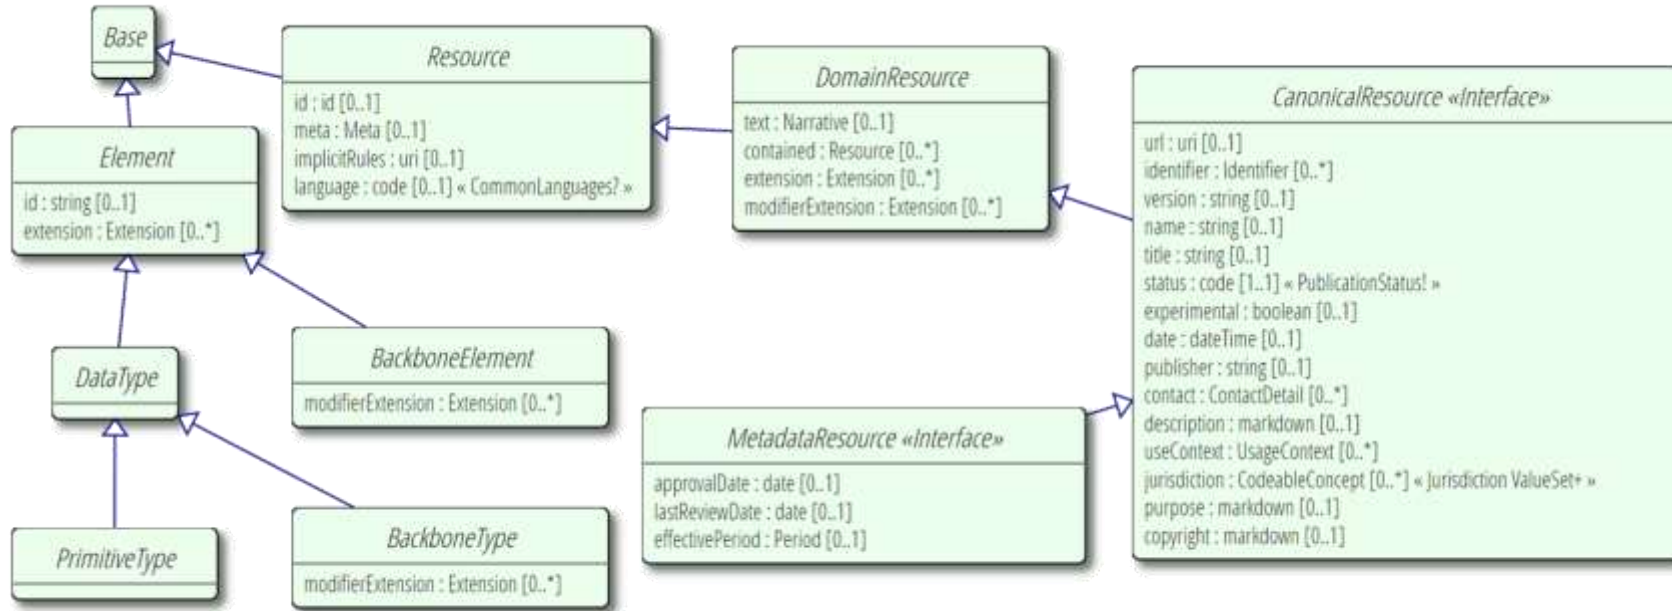 Base
Resource
id : id [0..1]
meta : Meta [0..1]
implicitRules : uri [0..1]
language : code [0..1] « CommonLanguages? »
DomainResource
text : Narrative [0..1]
contained : Resource [0..*]
extension : Extension [0..*]
modifierExtension : Extension [0..*]
CanonicalResource «Interface»
url : uri [0..1]
identifier : Identifier [0..*]
version : string [0..1]
name : string [0..1]
title : string [0..1]
status : code [1..1] « PublicationStatus! »
experimental : boolean [0..1]
date : dateTime [0..1]
publisher : string [0..1]
contact : ContactDetail [0..*]
description : markdown [0..1]
useContext : UsageContext [0..*]
jurisdiction : CodeableConcept [0..*] « Jurisdiction ValueSet+ »
purpose : markdown [0..1]
copyright : markdown [0..1]
Element
id : string [0..1]
extension : Extension [0..*]
DataType
BackboneElement
modifierExtension : Extension [0..*]
MetadataResource «Interface»
approvalDate : date [0..1]
lastReviewDate : date [0..1]
effectivePeriod : Period [0..1]
PrimitiveType
BackboneType
modifierExtension : Extension [0..*]